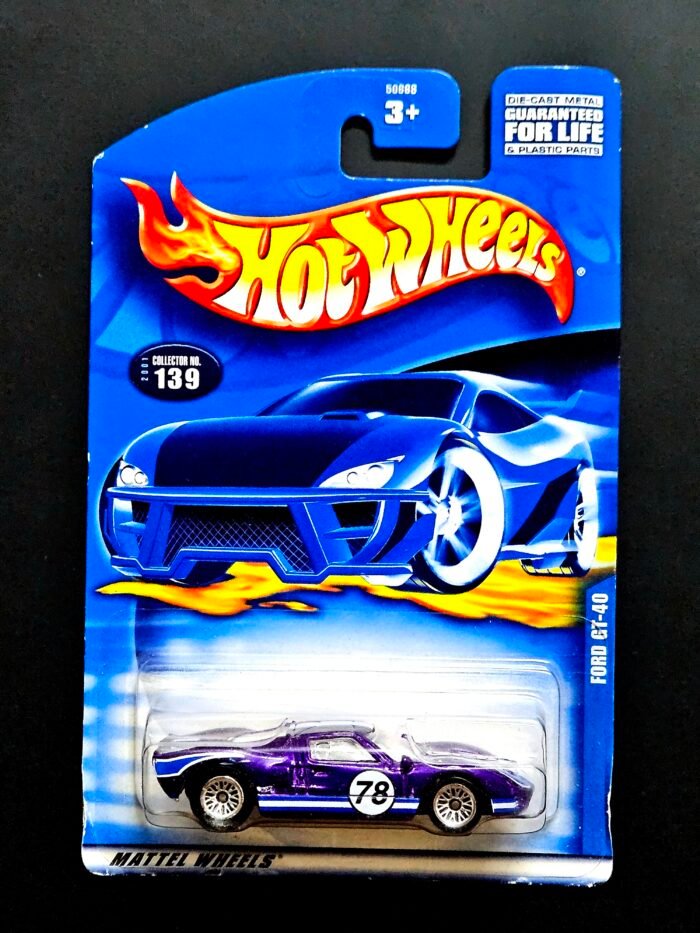 50088
3+
DIE-CAST METAL
GUARANTEED
FOR LIFE
& PLASTIC PARTS
HOT WHEELS®
2001
COLLECTOR NO.
139
FORD GT-40
78
MATTEL WHEELS